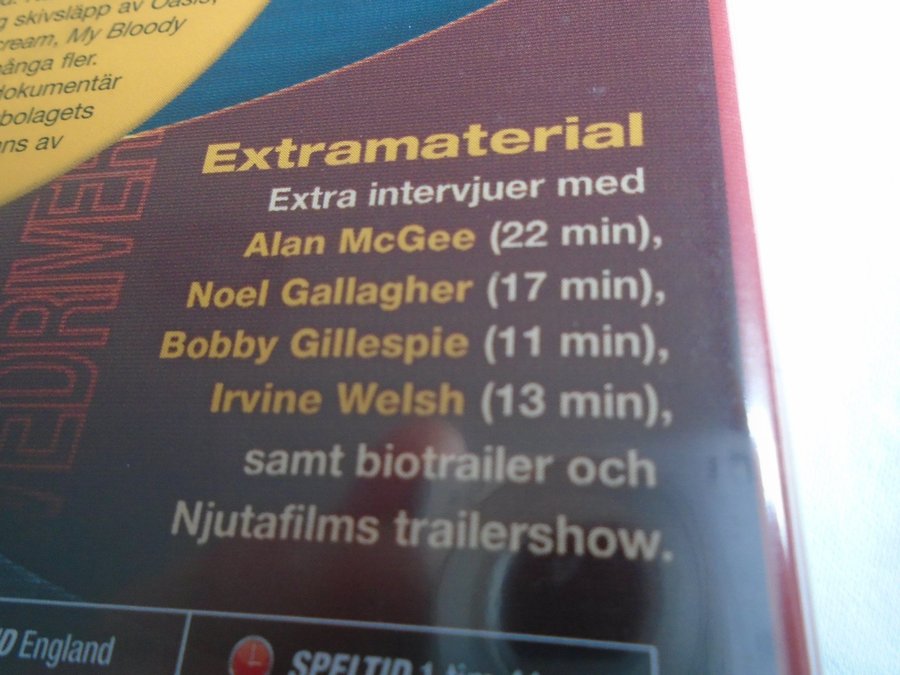 g skivsläpp av Oasis,
cream, My Bloody
många fler.
dokumentär
bolagets
ns av
Extramaterial
Extra intervjuer med
Alan McGee (22 min),
Noel Gallagher (17 min),
Bobby Gillespie (11 min),
Irvine Welsh (13 min),
samt biotrailer och
Njutafilms trailershow.
England
SPELTID 1